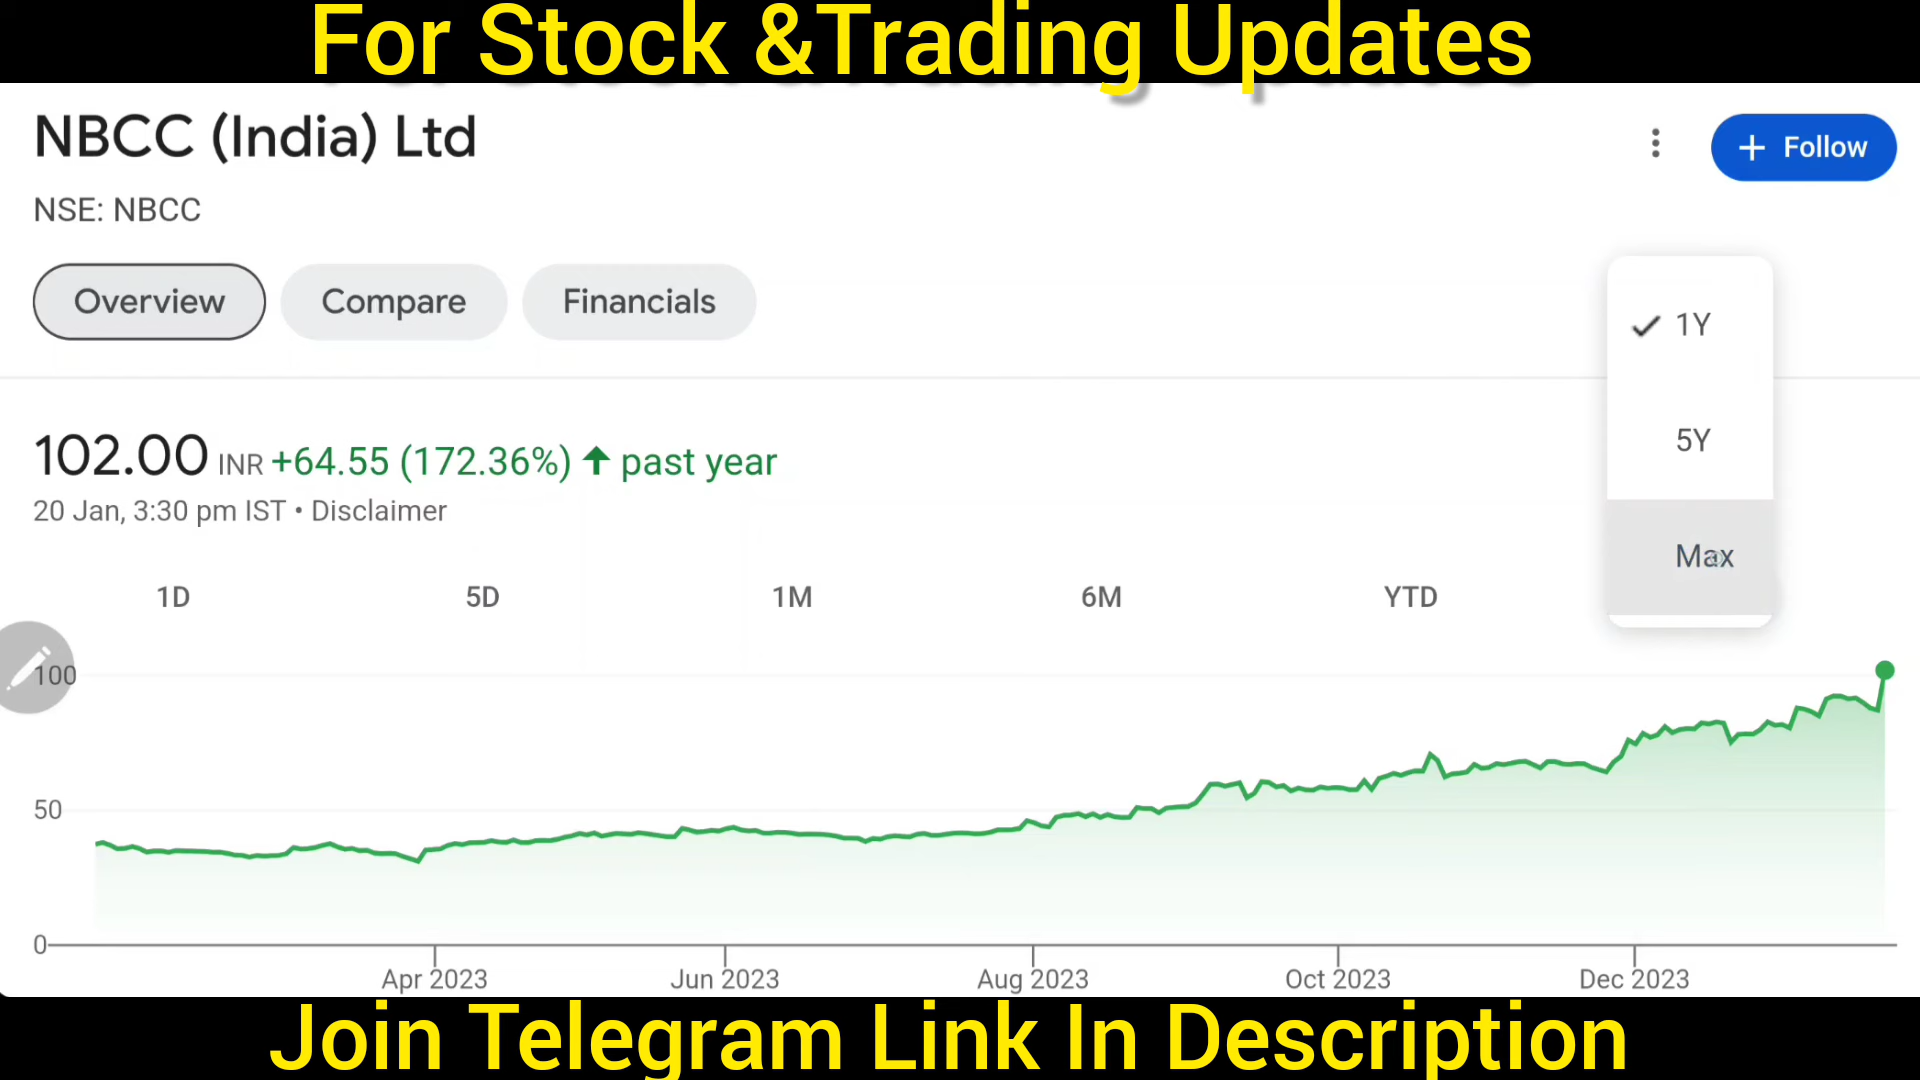 For Stock &Trading Updates
NBCC (India) Ltd
+ Follow
NSE: NBCC
Overview
Compare
Financials
1Y
5Y
Max
102.00 INR +64.55 (172.36%) ↑ past year
20 Jan, 3:30 pm IST • Disclaimer
1D
5D
1M
6M
YTD
100
50
0
Apr 2023
Jun 2023
Aug 2023
Oct 2023
Dec 2023
Join Telegram Link In Description